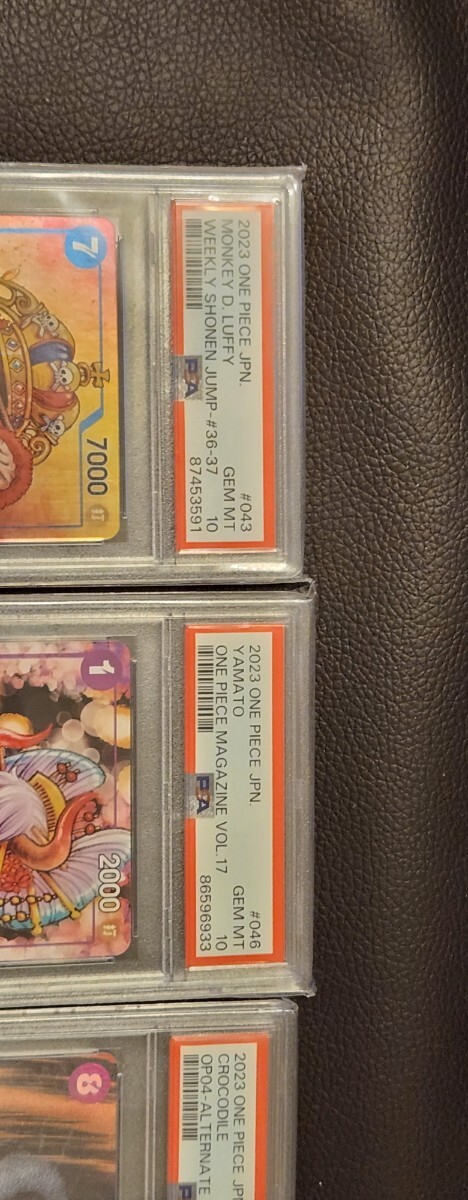 2023 ONE PIECE JPN. #043
MONKEY D. LUFFY GEM MT
WEEKLY SHONEN JUMP-#36-37 10
PSA 87453591
7
7000
2023 ONE PIECE JPN. #046
YAMATO GEM MT
ONE PIECE MAGAZINE VOL.17 10
PSA 86596933
1
2000
2023 ONE PIECE JPN
CROCODILE
OP04-ALTERNATE
8